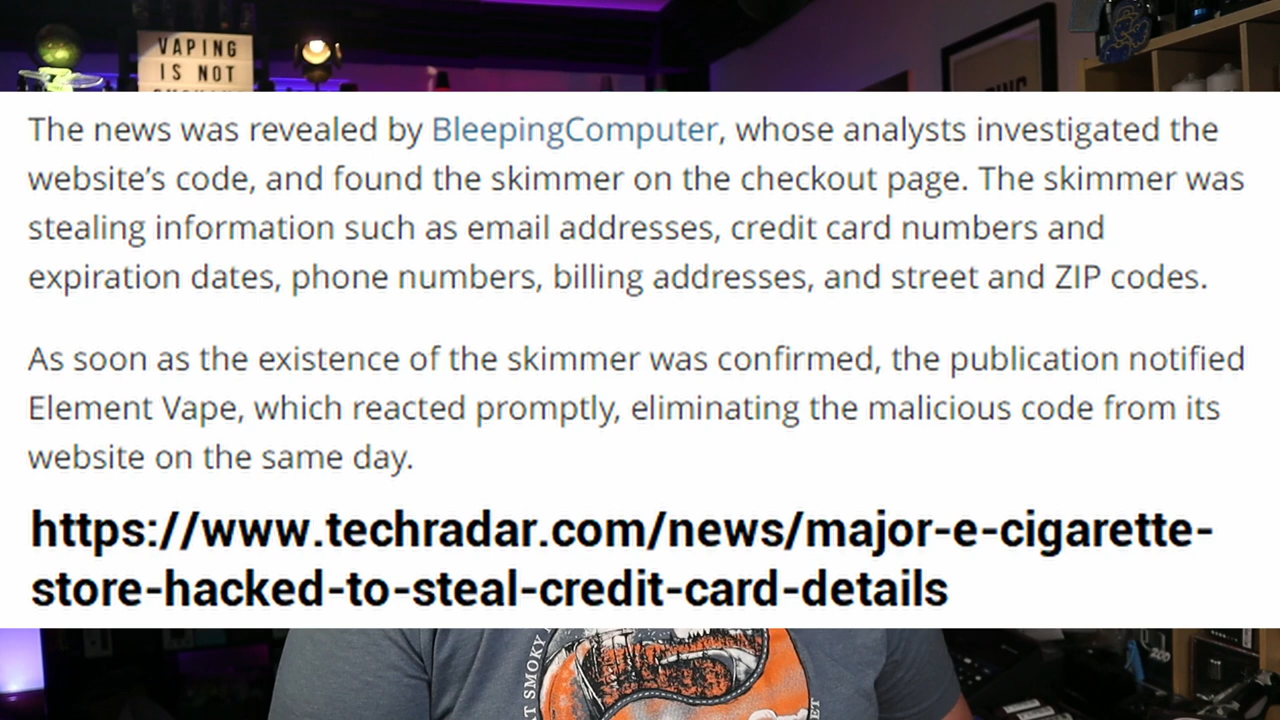 VAPING
IS NOT
The news was revealed by BleepingComputer, whose analysts investigated the
website’s code, and found the skimmer on the checkout page. The skimmer was
stealing information such as email addresses, credit card numbers and
expiration dates, phone numbers, billing addresses, and street and ZIP codes.
As soon as the existence of the skimmer was confirmed, the publication notified
Element Vape, which reacted promptly, eliminating the malicious code from its
website on the same day.
https://www.techradar.com/news/major-e-cigarette-
store-hacked-to-steal-credit-card-details
SMOKY
200